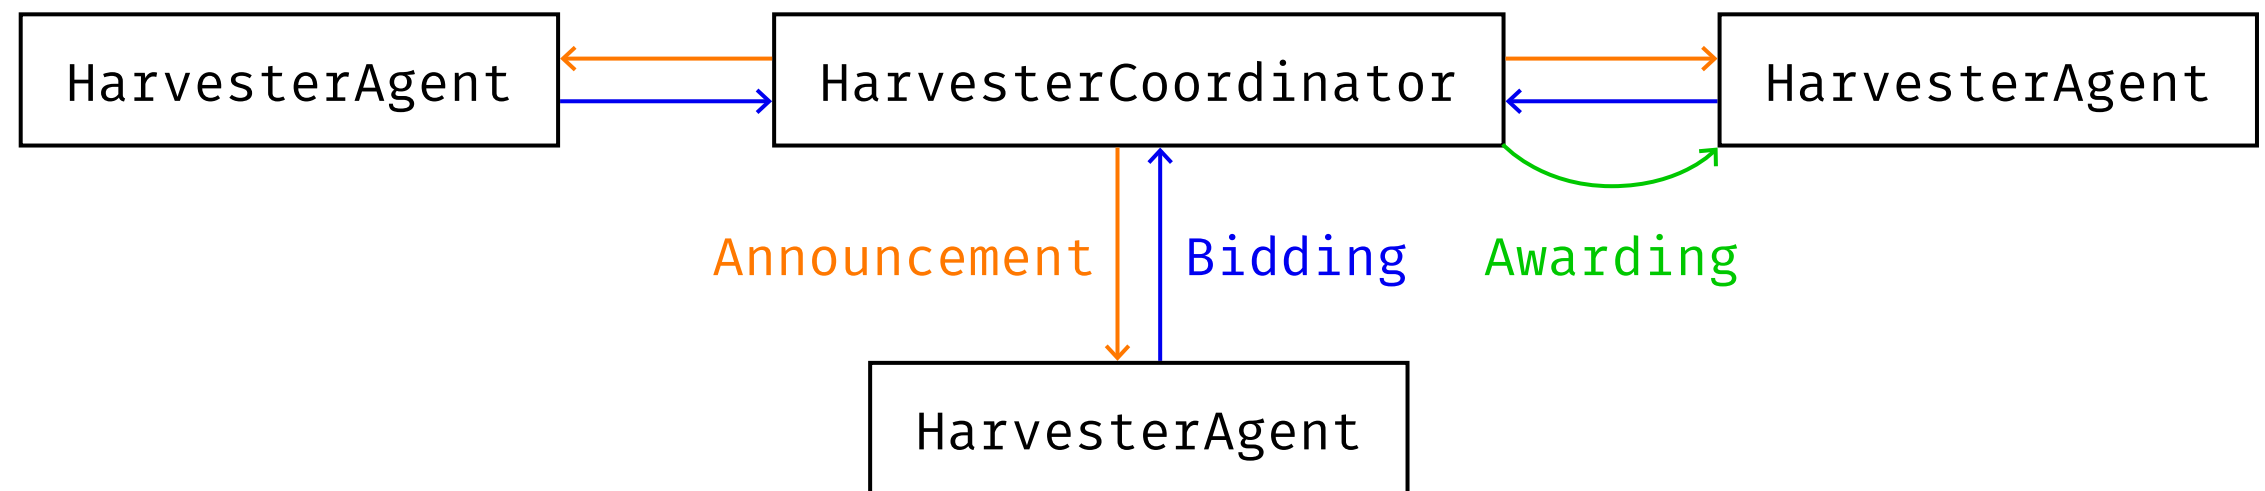 HarvesterAgent
HarvesterCoordinator
HarvesterAgent
Announcement
Bidding
Awarding
HarvesterAgent